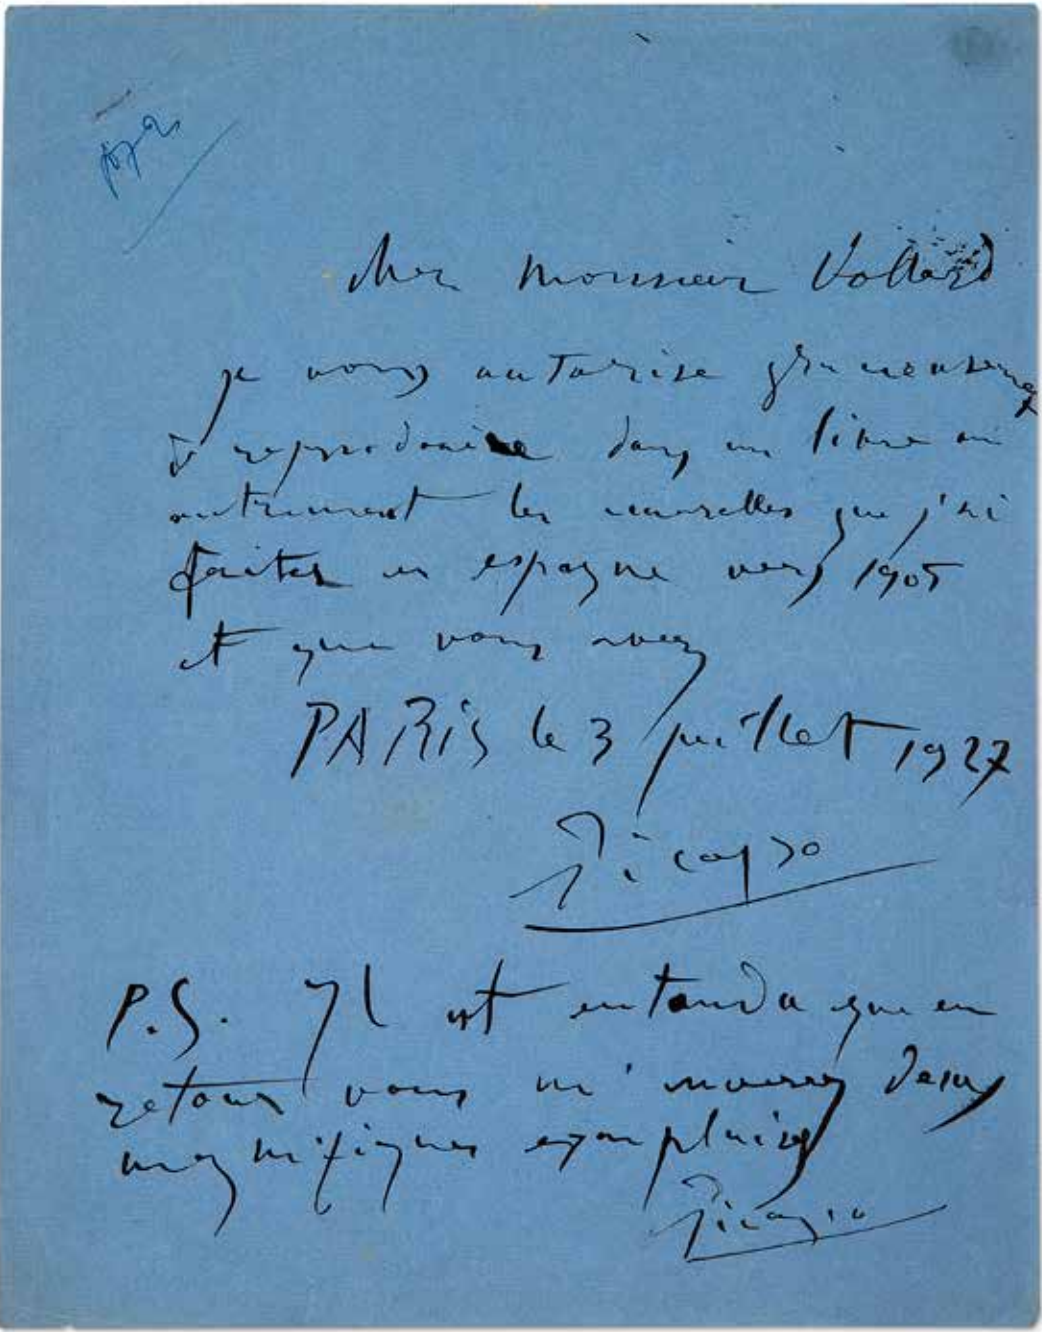 cher monsieur Vollard
je vous autorise gracieusement
de reproduire dans un livre ou
autrement les aquarelles que j'ai
faites en espagne vers 1905
et que vous avez
PARIS le 3 juillet 1927
Picasso
P.S. Il est entendu que en
retour vous m' deux
magnifiques exemplaires
Picasso